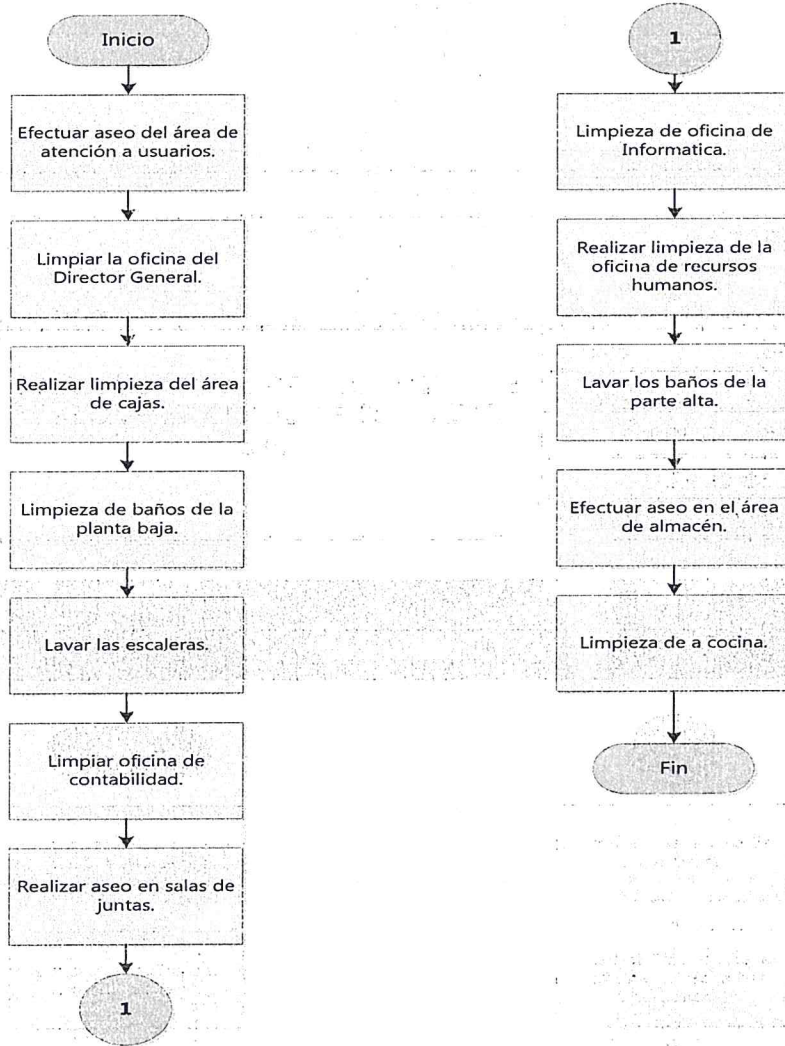 Inicio
Efectuar aseo del área de
atención a usuarios.
Limpiar la oficina del
Director General.
Realizar limpieza del área
de cajas.
Limpieza de baños de la
planta baja.
Lavar las escaleras.
Limpiar oficina de
contabilidad.
Realizar aseo en salas de
juntas.
1
1
Limpieza de oficina de
Informatica.
Realizar limpieza de la
oficina de recursos
humanos.
Lavar los baños de la
parte alta.
Efectuar aseo en el área
de almacén.
Limpieza de a cocina.
Fin